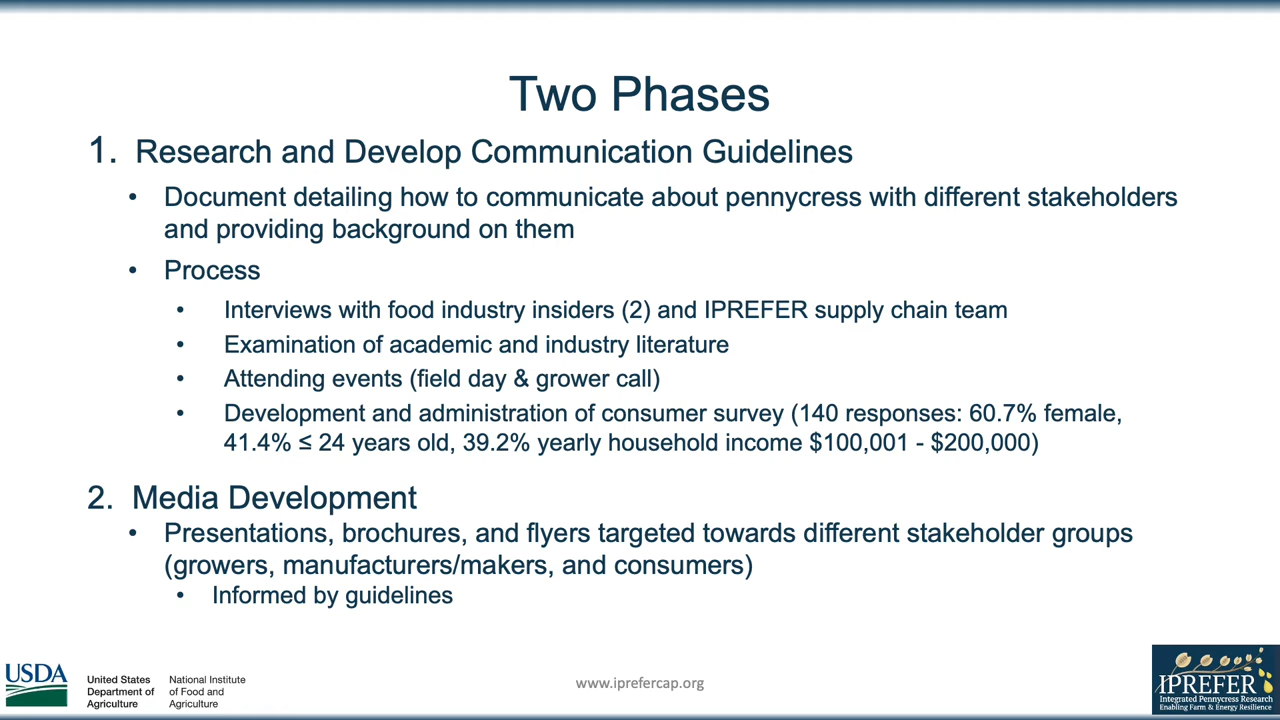 Two Phases
1. Research and Develop Communication Guidelines
• Document detailing how to communicate about pennycress with different stakeholders
and providing background on them
• Process
• Interviews with food industry insiders (2) and IPREFER supply chain team
• Examination of academic and industry literature
• Attending events (field day & grower call)
• Development and administration of consumer survey (140 responses: 60.7% female,
41.4% ≤ 24 years old, 39.2% yearly household income $100,001 - $200,000)
2. Media Development
• Presentations, brochures, and flyers targeted towards different stakeholder groups
(growers, manufacturers/makers, and consumers)
• Informed by guidelines
USDA
United States
Department of
Agriculture
National Institute
of Food and
Agriculture
www.iprefercap.org
IPREFER
Integrated Pennycress Research
Enabling Farm & Energy Resilience